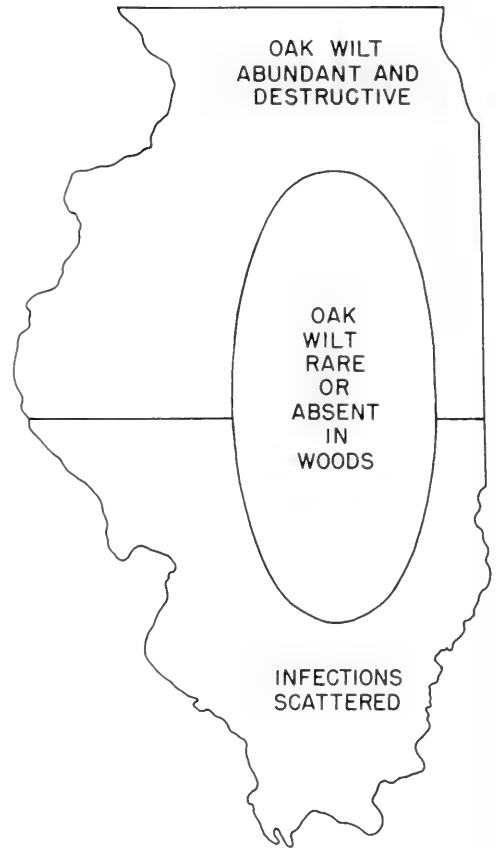 OAK WILT
ABUNDANT AND
DESTRUCTIVE
OAK
WILT
RARE
OR
ABSENT
IN
WOODS
INFECTIONS
SCATTERED